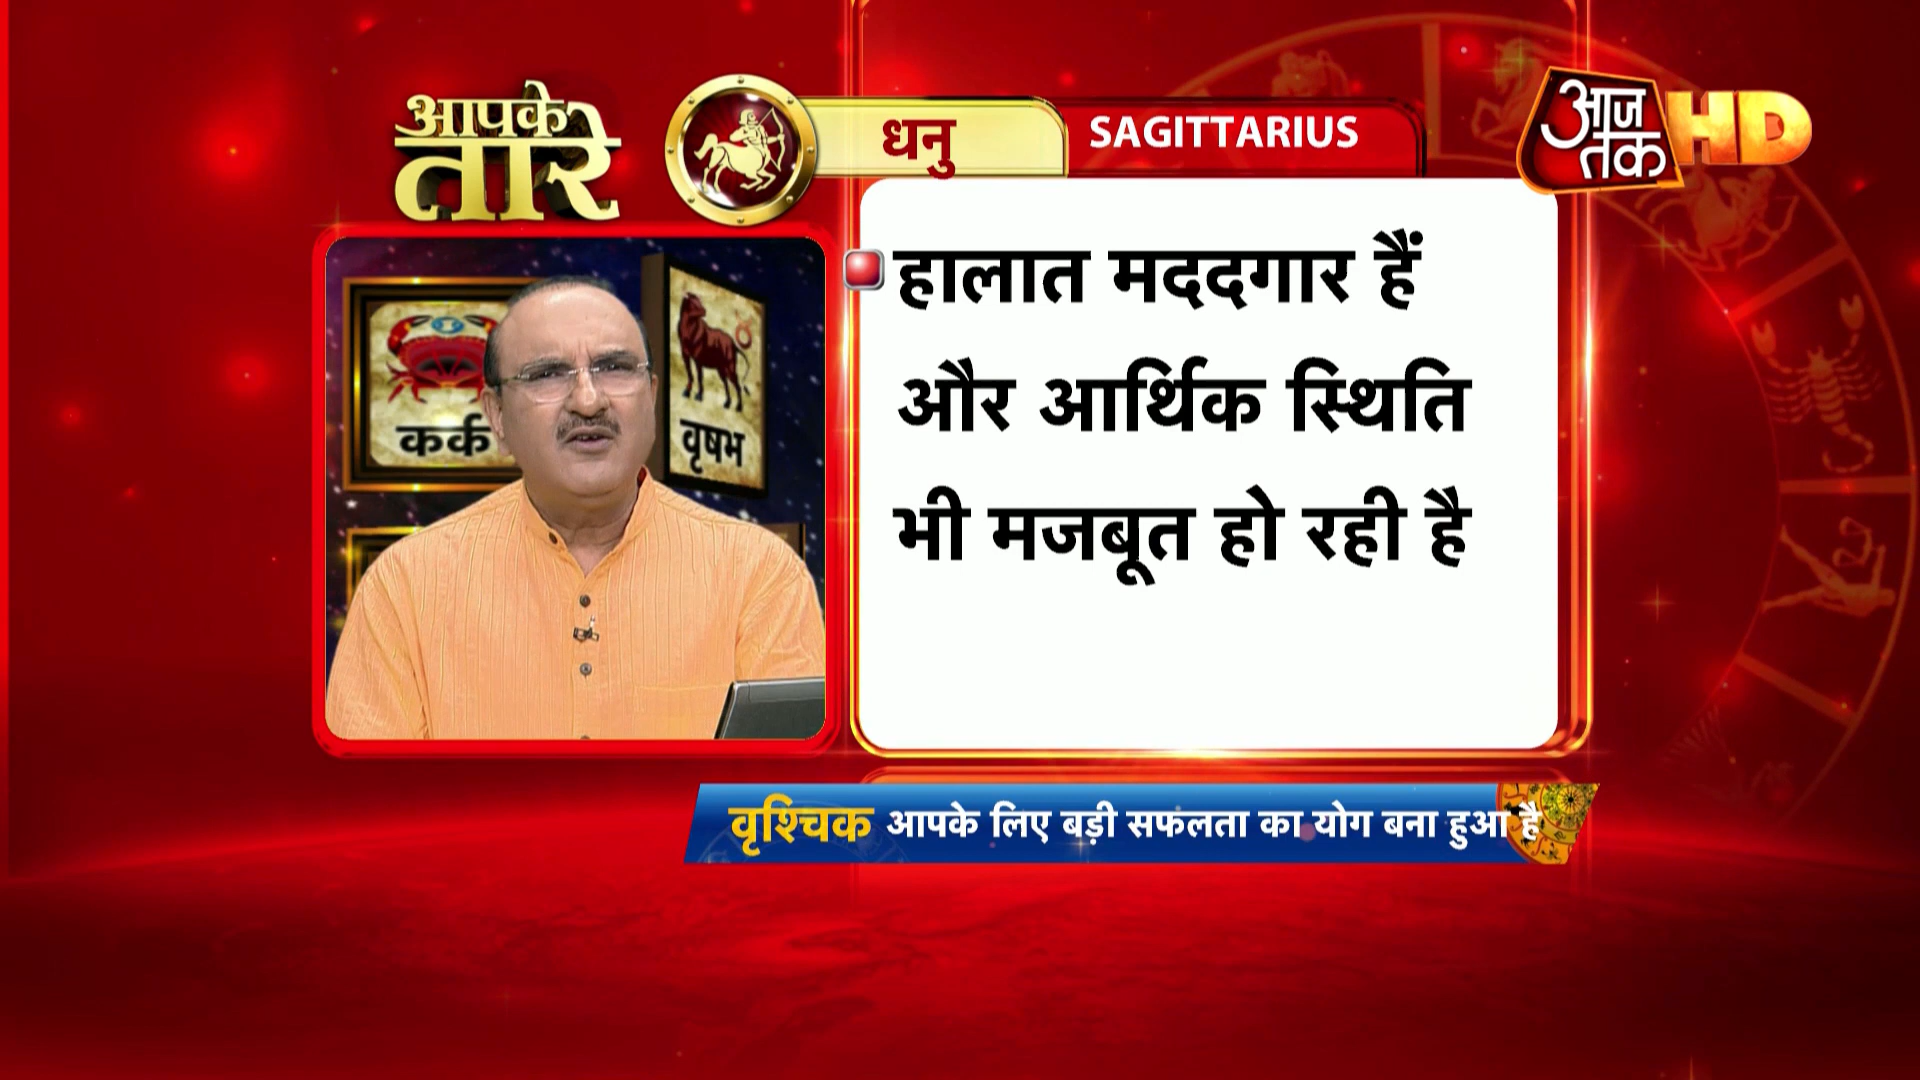 आपके
तारे
धनु
SAGITTARIUS
आज
तक
HD
कर्क
वृषभ
हालात मददगार हैं
और आर्थिक स्थिति
भी मजबूत हो रही है
वृश्चिक आपके लिए बड़ी सफलता का योग बना हुआ है